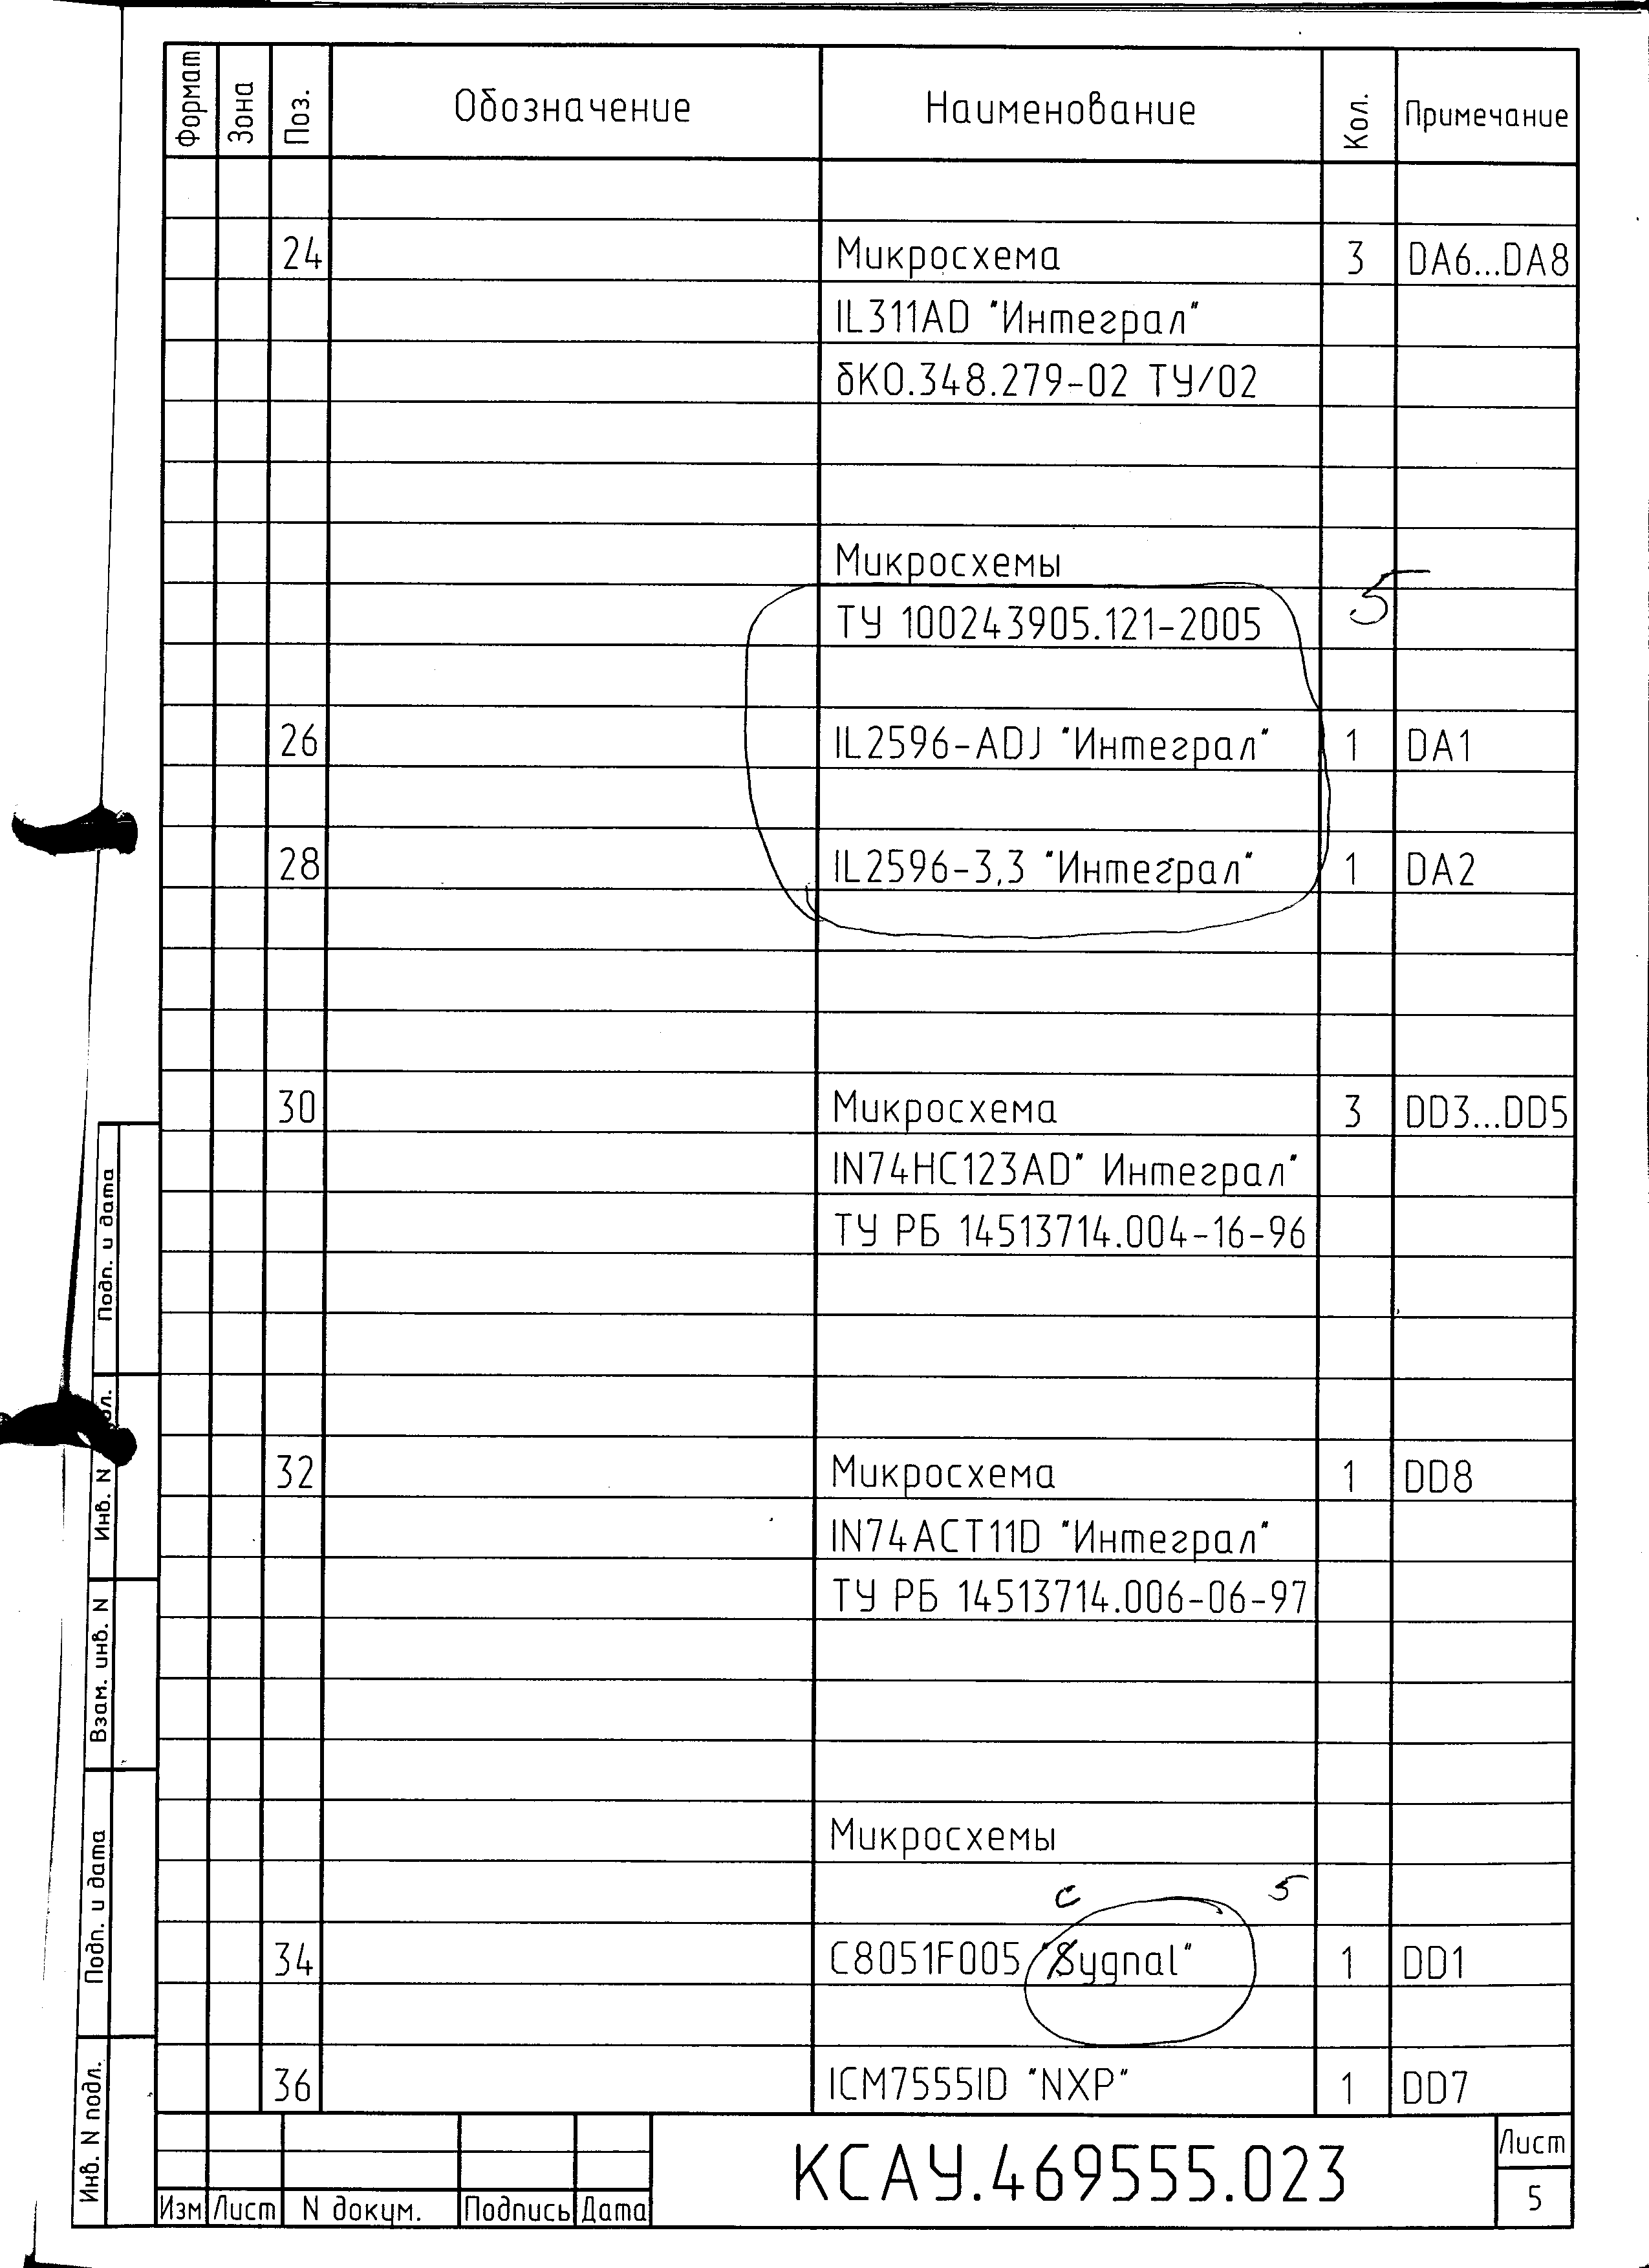 Формат Зона Поз. Обозначение Наименование Кол. Примечание
24 Микросхема 3 DA6...DA8
IL311AD "Интеграл"
бК0.348.279-02 ТУ/02
Микросхемы
5
ТУ 100243905.121-2005
26 IL2596-ADJ "Интеграл" 1 DA1
28 IL2596-3,3 "Интеграл" 1 DA2
30 Микросхема 3 DD3...DD5
IN74HC123AD" Интеграл"
ТУ РБ 14513714.004-16-96
32 Микросхема 1 DD8
IN74ACT11D "Интеграл"
ТУ РБ 14513714.006-06-97
Микросхемы
с 5
34 C8051F005 "Sygnal" 1 DD1
36 ICM7555ID "NXP" 1 DD7
Подп. и дата
Инв. N
Взам. инв. N
Подп. и дата
Инв. N подл.
КСАУ.469555.023
Лист
5
Изм Лист N докум. Подпись Дата